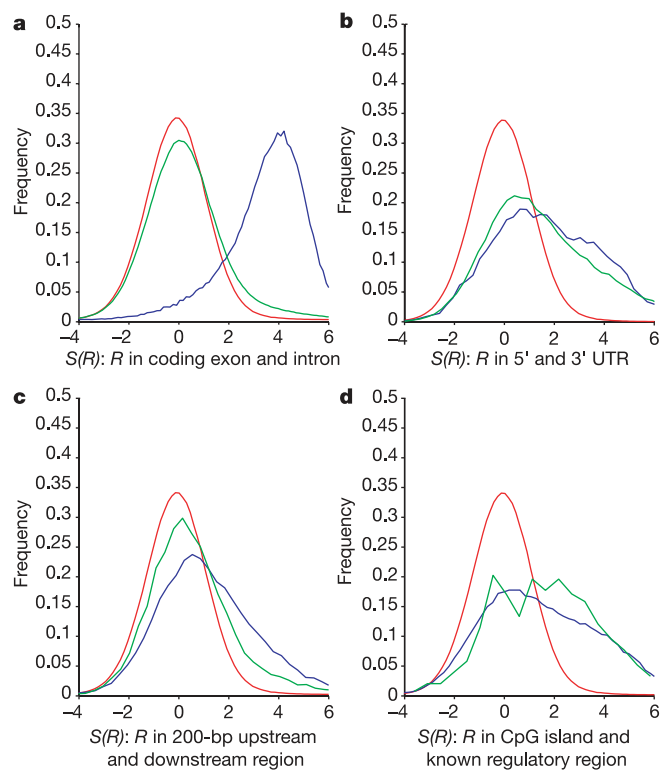 a
0.5
0.45
0.4
0.35
0.3
0.25
0.2
0.15
0.1
0.05
0
Frequency
−4 −2 0 2 4 6
S(R): R in coding exon and intron
b
0.5
0.45
0.4
0.35
0.3
0.25
0.2
0.15
0.1
0.05
0
Frequency
−4 −2 0 2 4 6
S(R): R in 5' and 3' UTR
c
0.5
0.45
0.4
0.35
0.3
0.25
0.2
0.15
0.1
0.05
0
Frequency
−4 −2 0 2 4 6
S(R): R in 200-bp upstream
and downstream region
d
0.5
0.45
0.4
0.35
0.3
0.25
0.2
0.15
0.1
0.05
0
Frequency
−4 −2 0 2 4 6
S(R): R in CpG island and
known regulatory region